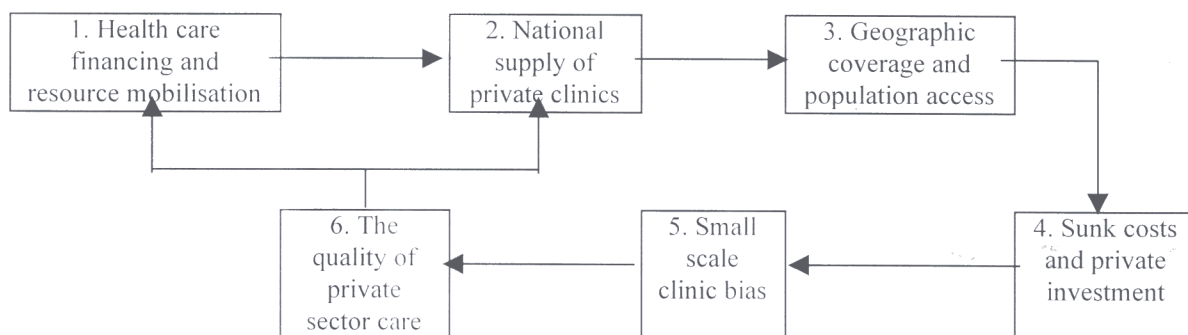 1. Health care
financing and
resource mobilisation
2. National
supply of
private clinics
3. Geographic
coverage and
population access
4. Sunk costs
and private
investment
5. Small
scale
clinic bias
6. The
quality of
private
sector care